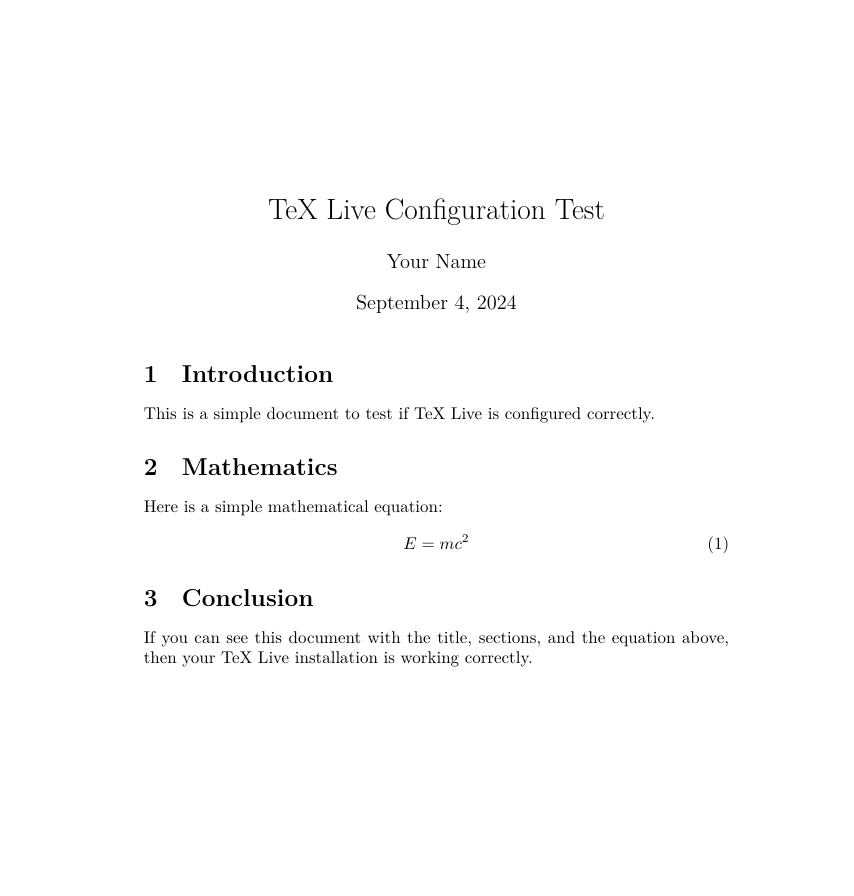 TeX Live Configuration Test
Your Name
September 4, 2024
1 Introduction
This is a simple document to test if TeX Live is configured correctly.
2 Mathematics
Here is a simple mathematical equation:
E = mc² (1)
3 Conclusion
If you can see this document with the title, sections, and the equation above,
then your TeX Live installation is working correctly.